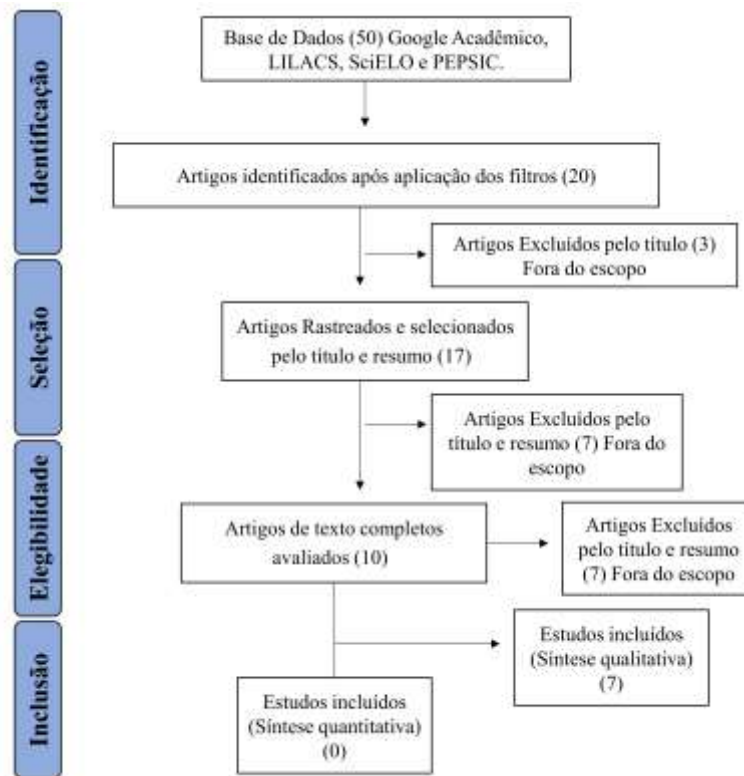 Identificação
Base de Dados (50) Google Acadêmico,
LILACS, SciELO e PEPSIC.
Artigos identificados após aplicação dos filtros (20)
Artigos Excluídos pelo título (3)
Fora do escopo
Seleção
Artigos Rastreados e selecionados
pelo título e resumo (17)
Artigos Excluídos pelo
título e resumo (7) Fora do
escopo
Elegibilidade
Artigos de texto completos
avaliados (10)
Artigos Excluídos
pelo título e resumo
(7) Fora do escopo
Inclusão
Estudos incluídos
(Síntese qualitativa)
(7)
Estudos incluídos
(Síntese quantitativa)
(0)